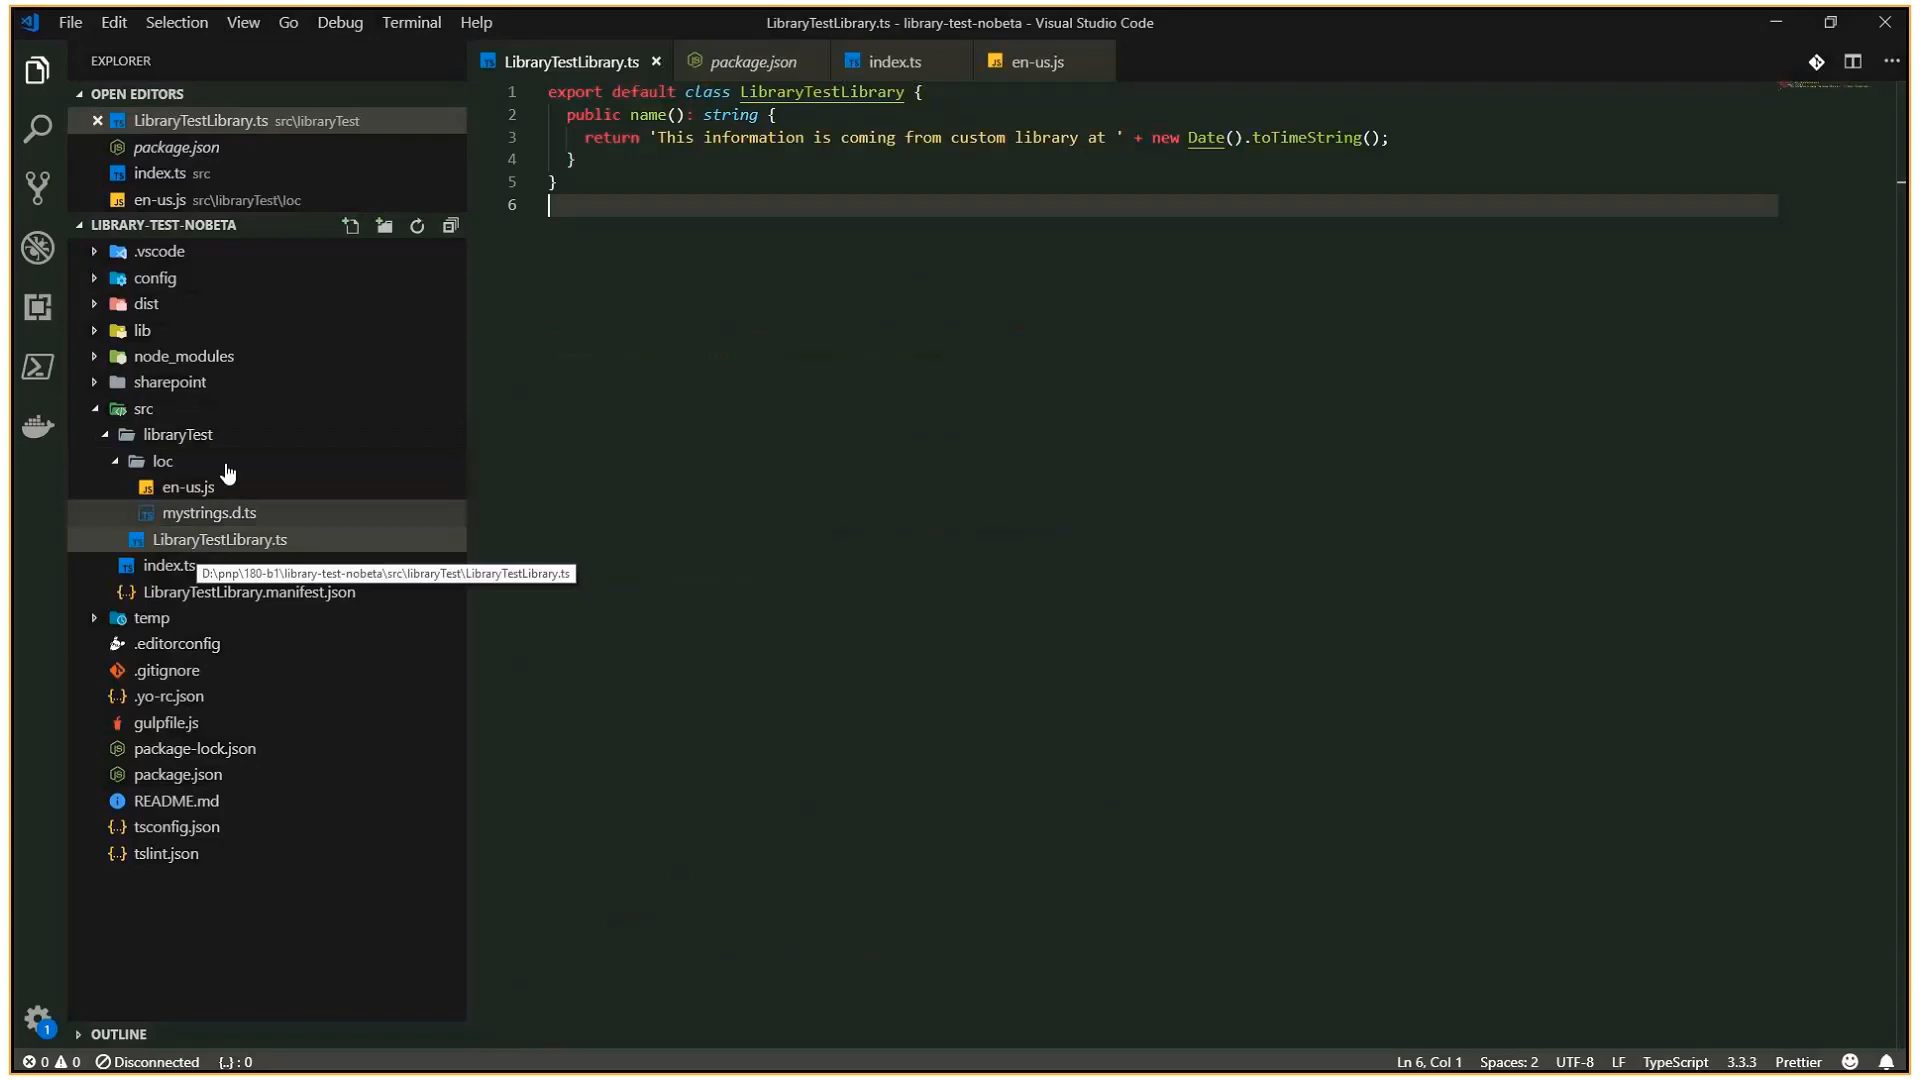 File Edit Selection View Go Debug Terminal Help
LibraryTestLibrary.ts - library-test-nobeta - Visual Studio Code
EXPLORER
OPEN EDITORS
LibraryTestLibrary.ts src\libraryTest
package.json
index.ts src
en-us.js src\libraryTest\loc
LIBRARY-TEST-NOBETA
.vscode
config
dist
lib
node_modules
sharepoint
src
libraryTest
loc
en-us.js
mystrings.d.ts
LibraryTestLibrary.ts
index.ts
D:\pnp\180-b1\library-test-nobeta\src\libraryTest\LibraryTestLibrary.ts
LibraryTestLibrary.manifest.json
temp
.editorconfig
.gitignore
.yo-rc.json
gulpfile.js
package-lock.json
package.json
README.md
tsconfig.json
tslint.json
OUTLINE
LibraryTestLibrary.ts package.json index.ts en-us.js
1 export default class LibraryTestLibrary {
2 public name(): string {
3 return 'This information is coming from custom library at ' + new Date().toTimeString();
4 }
5 }
6
1
0 0 Disconnected {..} : 0
Ln 6, Col 1 Spaces: 2 UTF-8 LF TypeScript 3.3.3 Prettier